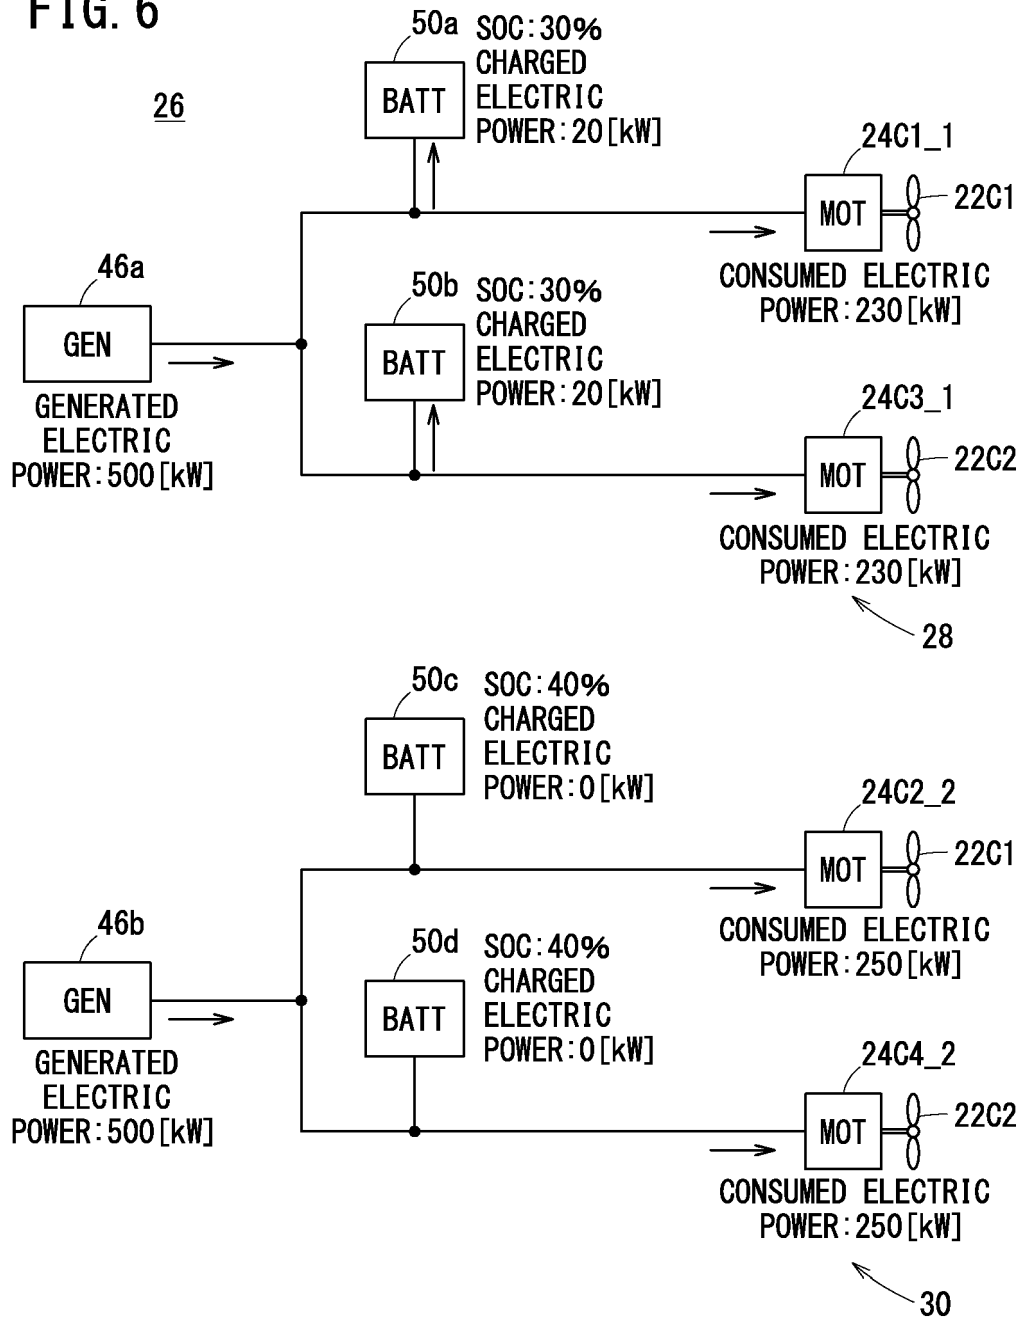 FIG. 6
26
50a
SOC:30%
CHARGED
ELECTRIC
POWER:20[kW]
BATT
24C1_1
MOT
22C1
CONSUMED ELECTRIC
POWER:230[kW]
46a
GEN
GENERATED
ELECTRIC
POWER:500[kW]
50b
SOC:30%
CHARGED
ELECTRIC
POWER:20[kW]
BATT
24C3_1
MOT
22C2
CONSUMED ELECTRIC
POWER:230[kW]
28
50c
SOC:40%
CHARGED
ELECTRIC
POWER:0[kW]
BATT
24C2_2
MOT
22C1
CONSUMED ELECTRIC
POWER:250[kW]
46b
GEN
GENERATED
ELECTRIC
POWER:500[kW]
50d
SOC:40%
CHARGED
ELECTRIC
POWER:0[kW]
BATT
24C4_2
MOT
22C2
CONSUMED ELECTRIC
POWER:250[kW]
30